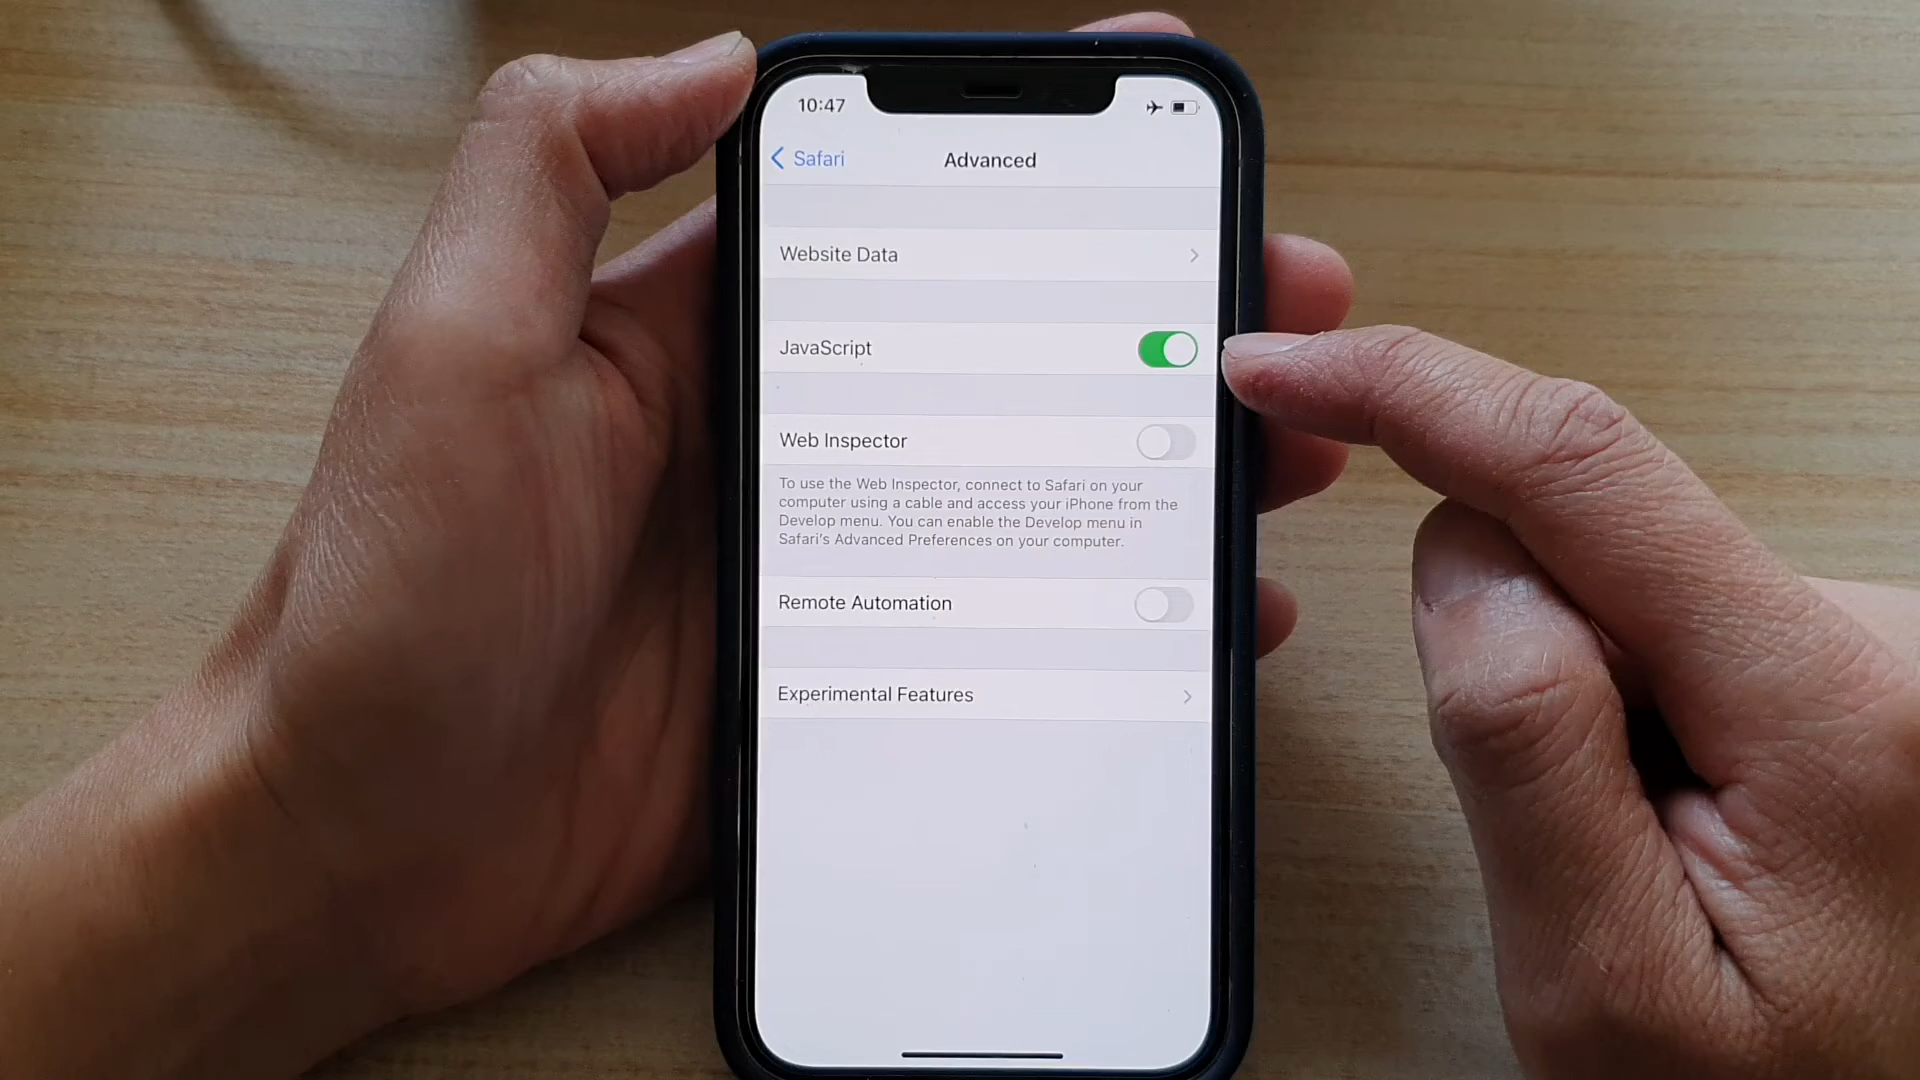 10:47
Safari
Advanced
Website Data
JavaScript
Web Inspector
To use the Web Inspector, connect to Safari on your
computer using a cable and access your iPhone from the
Develop menu. You can enable the Develop menu in
Safari's Advanced Preferences on your computer.
Remote Automation
Experimental Features